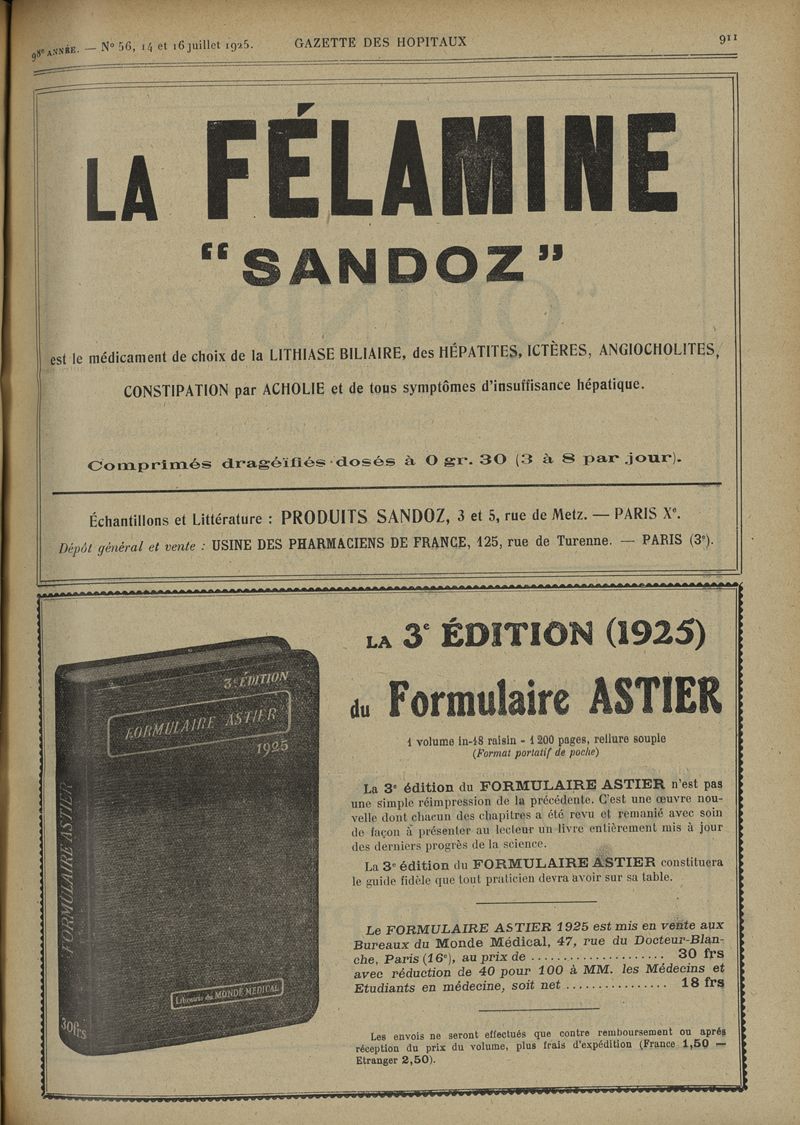 98e ANNÉE. — N° 56, 14 et 16 juillet 1925. GAZETTE DES HOPITAUX 911
LA FÉLAMINE
“SANDOZ”
est le médicament de choix de la LITHIASE BILIAIRE, des HÉPATITES, ICTÈRES, ANGIOCHOLITES,
CONSTIPATION par ACHOLIE et de tous symptômes d'insuffisance hépatique.
Comprimés dragéïfiés dosés à 0 gr. 30 (3 à 8 par jour).
Échantillons et Littérature : PRODUITS SANDOZ, 3 et 5, rue de Metz. — PARIS Xe.
Dépôt général et vente : USINE DES PHARMACIENS DE FRANCE, 125, rue de Turenne. — PARIS (3e).
3e ÉDITION
FORMULAIRE ASTIER
1925
FORMULAIRE ASTIER
30frs
Librairie du MONDE MÉDICAL
LA 3e ÉDITION (1925)
du Formulaire ASTIER
1 volume in-18 raisin - 1200 pages, reliure souple
(Format portatif de poche)
La 3e édition du FORMULAIRE ASTIER n'est pas
une simple réimpression de la précédente. C'est une œuvre nou-
velle dont chacun des chapitres a été revu et remanié avec soin
de façon à présenter au lecteur un livre entièrement mis à jour
des derniers progrès de la science.
La 3e édition du FORMULAIRE ASTIER constituera
le guide fidèle que tout praticien devra avoir sur sa table.
Le FORMULAIRE ASTIER 1925 est mis en vente aux
Bureaux du Monde Médical, 47, rue du Docteur-Blan-
che, Paris (16e), au prix de ...................... 30 frs
avec réduction de 40 pour 100 à MM. les Médecins et
Etudiants en médecine, soit net ................ 18 frs
Les envois ne seront effectués que contre remboursement ou après
réception du prix du volume, plus frais d'expédition (France 1,50 —
Etranger 2,50).